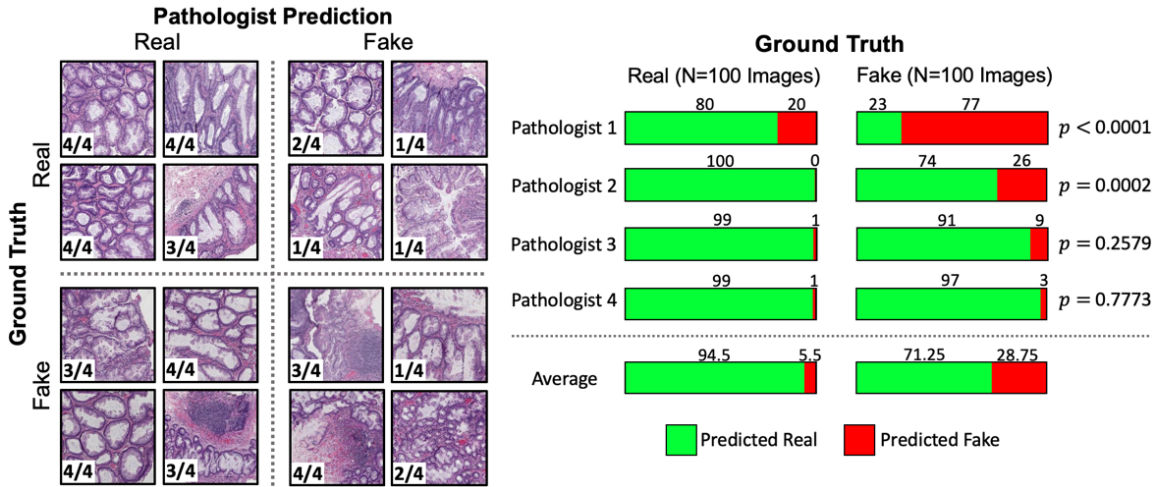 Pathologist Prediction
Real Fake
Ground Truth
Real
4/4 4/4 2/4 1/4
4/4 3/4 1/4 1/4
Fake
3/4 4/4 3/4 1/4
4/4 3/4 4/4 2/4
Ground Truth
Real (N=100 Images) Fake (N=100 Images)
80 20 23 77
Pathologist 1 p < 0.0001
100 0 74 26
Pathologist 2 p = 0.0002
99 1 91 9
Pathologist 3 p = 0.2579
99 1 97 3
Pathologist 4 p = 0.7773
94.5 5.5 71.25 28.75
Average
Predicted Real Predicted Fake